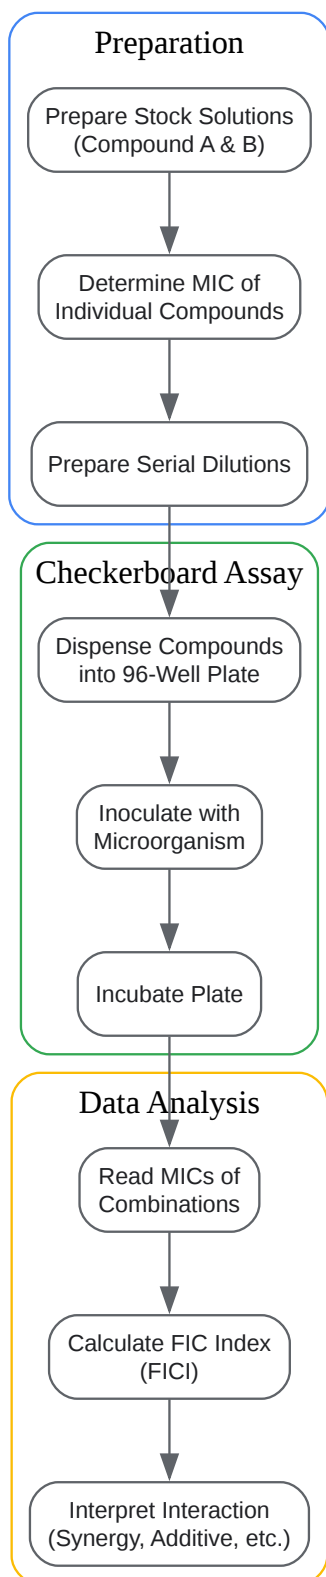 Preparation
Prepare Stock Solutions
(Compound A & B)
Determine MIC of
Individual Compounds
Prepare Serial Dilutions
Checkerboard Assay
Dispense Compounds
into 96-Well Plate
Inoculate with
Microorganism
Incubate Plate
Data Analysis
Read MICs of
Combinations
Calculate FIC Index
(FICI)
Interpret Interaction
(Synergy, Additive, etc.)